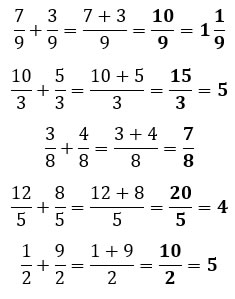 7/9 + 3/9 = (7 + 3)/9 = 10/9 = 1 1/9
10/3 + 5/3 = (10 + 5)/3 = 15/3 = 5
3/8 + 4/8 = (3 + 4)/8 = 7/8
12/5 + 8/5 = (12 + 8)/5 = 20/5 = 4
1/2 + 9/2 = (1 + 9)/2 = 10/2 = 5